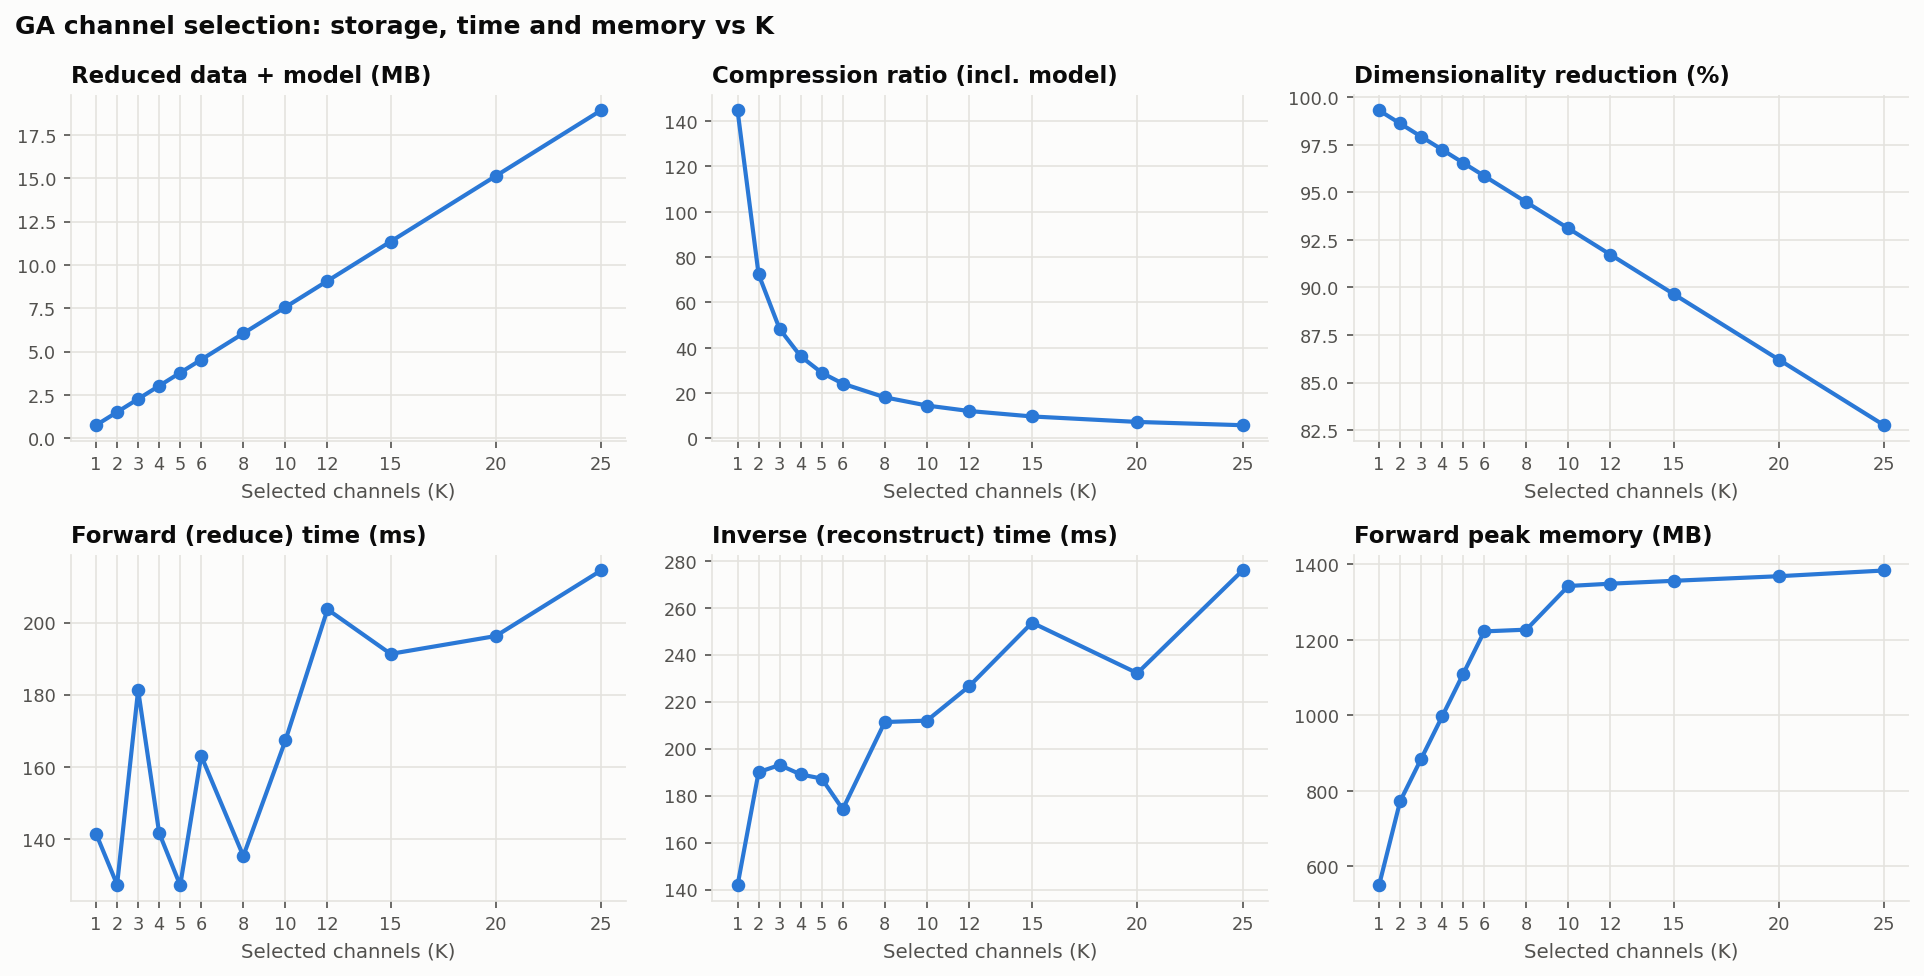 GA channel selection: storage, time and memory vs K
Reduced data + model (MB)
17.5
15.0
12.5
10.0
7.5
5.0
2.5
0.0
1 2 3 4 5 6 8 10 12 15 20 25
Selected channels (K)
Compression ratio (incl. model)
140
120
100
80
60
40
20
0
1 2 3 4 5 6 8 10 12 15 20 25
Selected channels (K)
Dimensionality reduction (%)
100.0
97.5
95.0
92.5
90.0
87.5
85.0
82.5
1 2 3 4 5 6 8 10 12 15 20 25
Selected channels (K)
Forward (reduce) time (ms)
200
180
160
140
1 2 3 4 5 6 8 10 12 15 20 25
Selected channels (K)
Inverse (reconstruct) time (ms)
280
260
240
220
200
180
160
140
1 2 3 4 5 6 8 10 12 15 20 25
Selected channels (K)
Forward peak memory (MB)
1400
1200
1000
800
600
1 2 3 4 5 6 8 10 12 15 20 25
Selected channels (K)